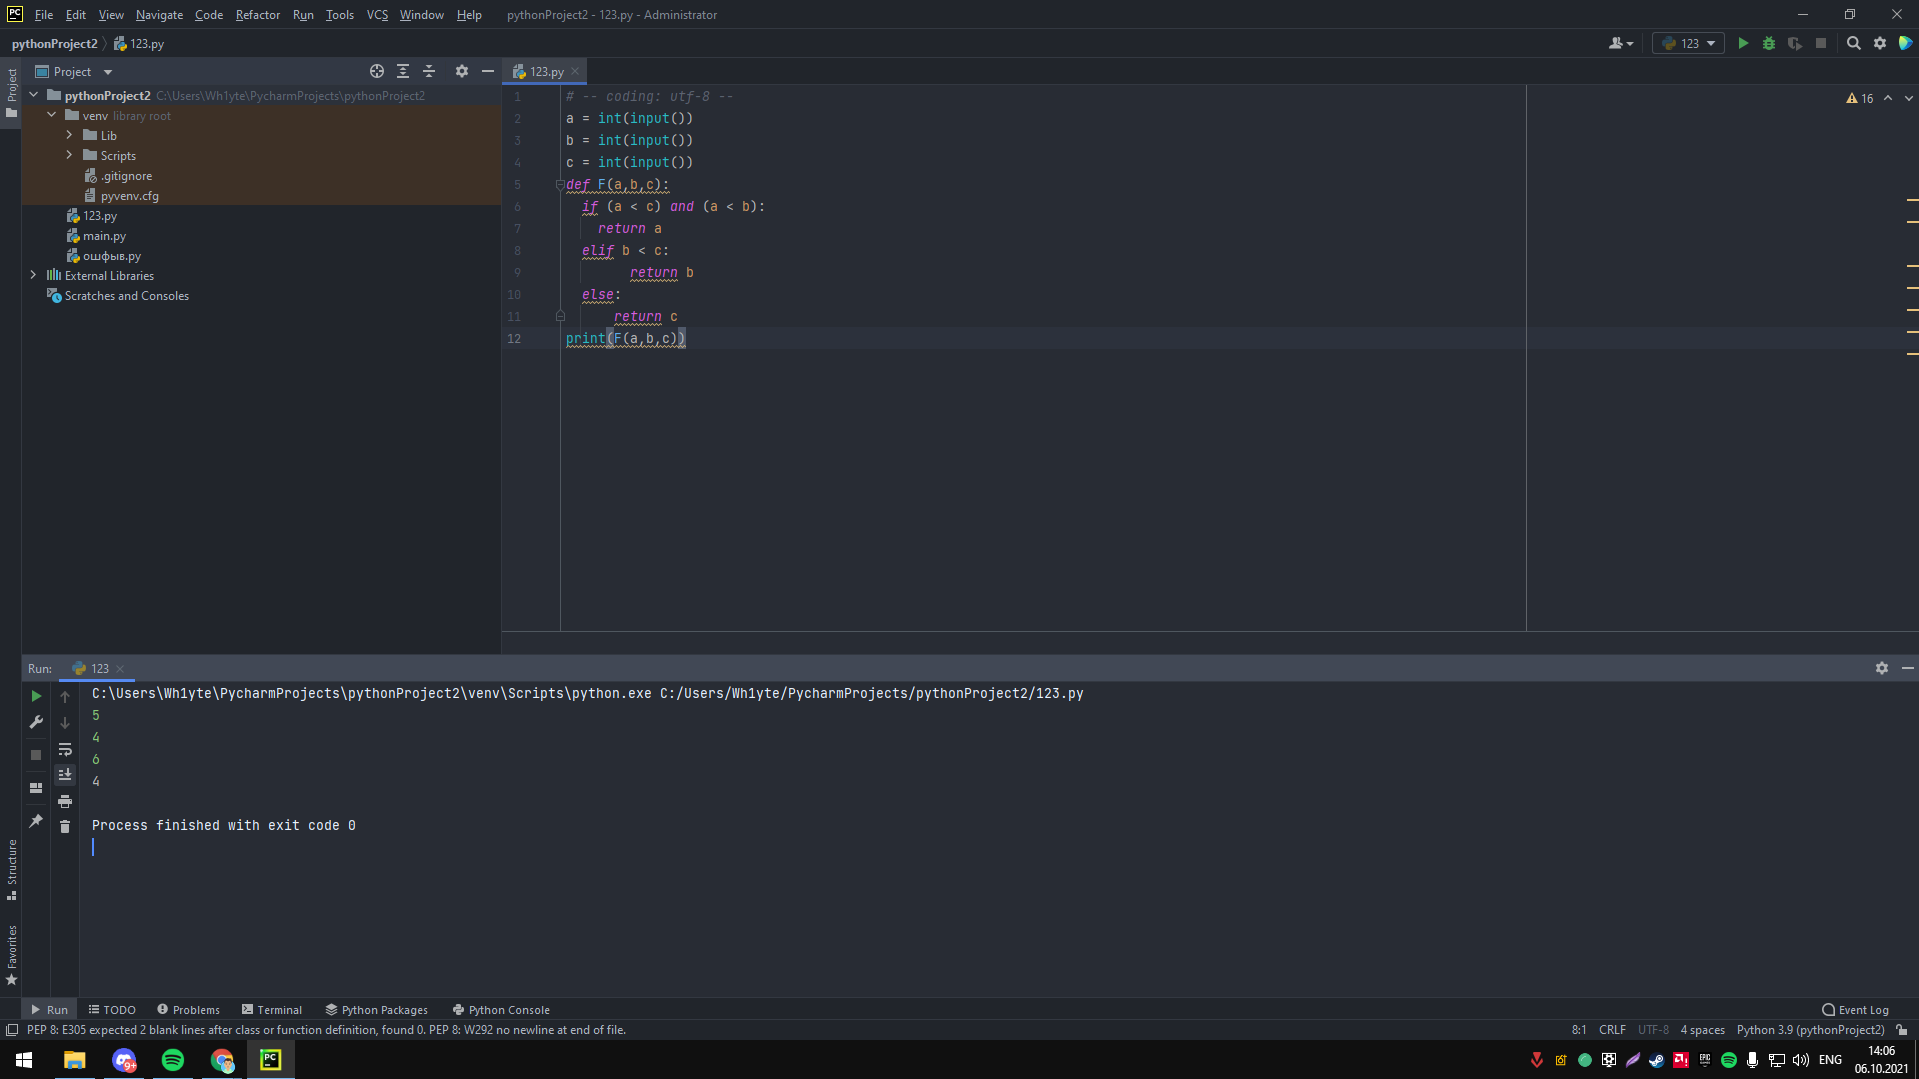 PC File Edit View Navigate Code Refactor Run Tools VCS Window Help pythonProject2 - 123.py - Administrator
pythonProject2 123.py 123
Project
Project
pythonProject2 C:\Users\Wh1yte\PycharmProjects\pythonProject2
venv library root
Lib
Scripts
.gitignore
pyvenv.cfg
123.py
main.py
ошфыв.py
External Libraries
Scratches and Consoles
123.py
16
1 # -- coding: utf-8 --
2 a = int(input())
3 b = int(input())
4 c = int(input())
5 def F(a,b,c):
6 if (a < c) and (a < b):
7 return a
8 elif b < c:
9 return b
10 else:
11 return c
12 print(F(a,b,c))
Run: 123
C:\Users\Wh1yte\PycharmProjects\pythonProject2\venv\Scripts\python.exe C:/Users/Wh1yte/PycharmProjects/pythonProject2/123.py
5
4
6
4
Process finished with exit code 0
Structure
Favorites
Run TODO Problems Terminal Python Packages Python Console Event Log
PEP 8: E305 expected 2 blank lines after class or function definition, found 0. PEP 8: W292 no newline at end of file. 8:1 CRLF UTF-8 4 spaces Python 3.9 (pythonProject2)
9+ PC EPIC ENG 14:06
06.10.2021